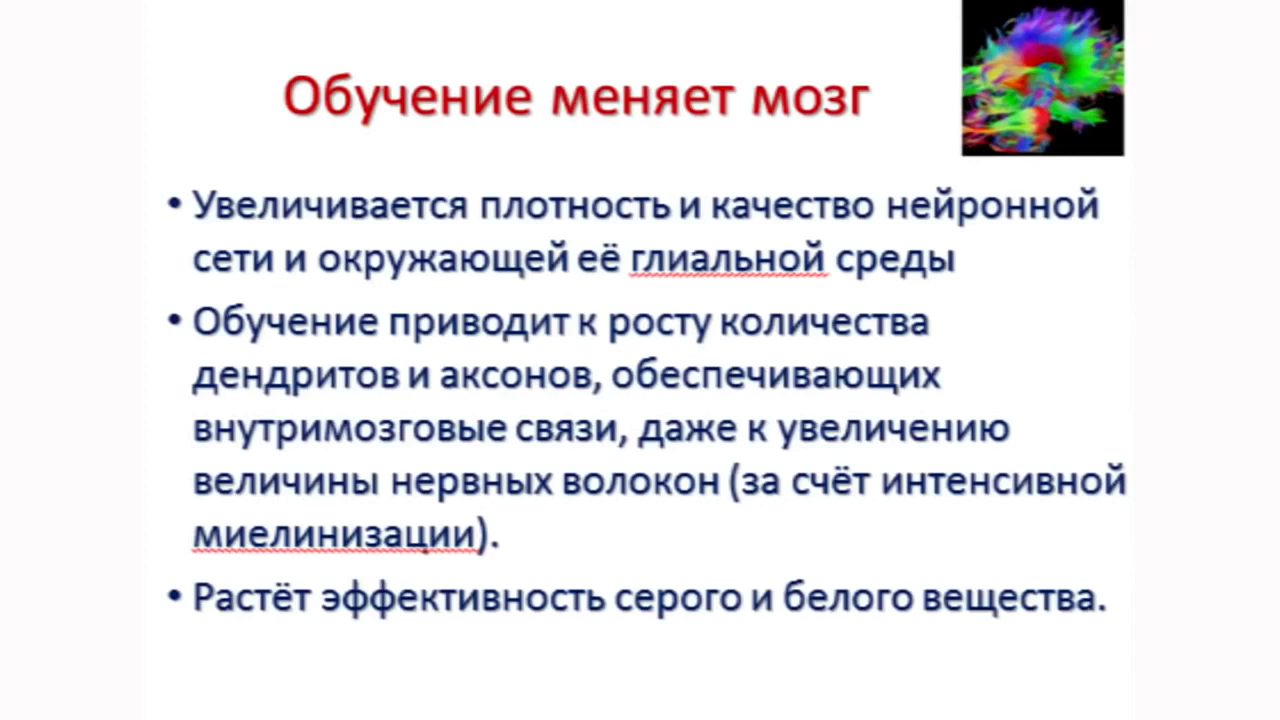 Обучение меняет мозг
• Увеличивается плотность и качество нейронной
сети и окружающей её глиальной среды
• Обучение приводит к росту количества
дендритов и аксонов, обеспечивающих
внутримозговые связи, даже к увеличению
величины нервных волокон (за счёт интенсивной
миелинизации).
• Растёт эффективность серого и белого вещества.